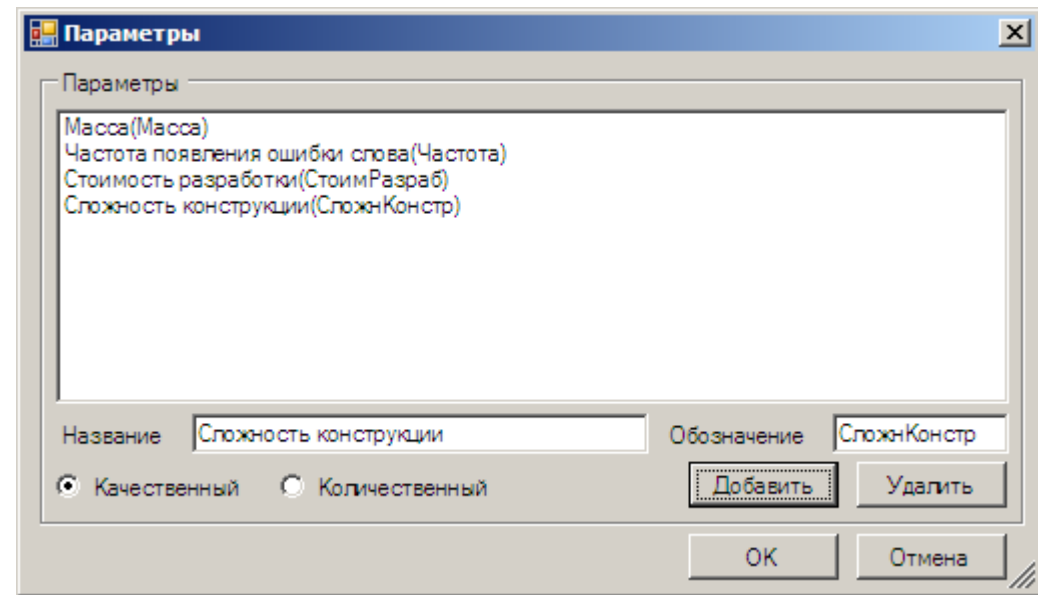 Параметры
Параметры
Масса(Масса)
Частота появления ошибки слова(Частота)
Стоимость разработки(СтоимРазраб)
Сложность конструкции(СложнКонстр)
Название Сложность конструкции Обозначение СложнКонстр
Качественный Количественный Добавить Удалить
OK Отмена